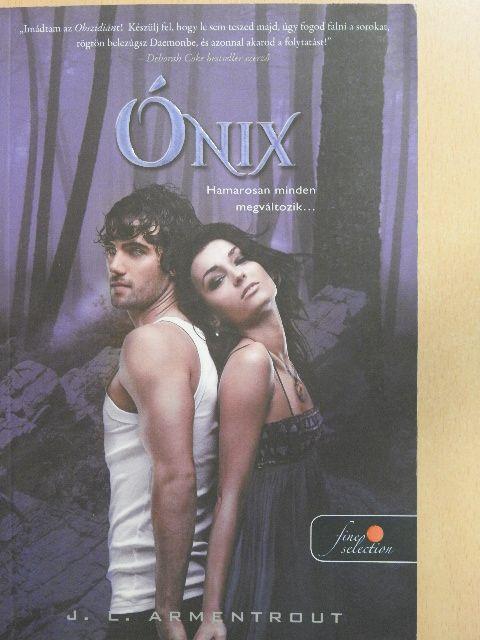 „Imádtam az Obszidiánt! Készülj fel, hogy le sem teszed majd, úgy fogod falni a sorokat,
rögtön belezúgsz Daemonbe, és azonnal akarod a folytatást!”
- Deborah Cooke bestseller szerző
ÓNIX
Hamarosan minden
megváltozik...
fine
selection
J. L. ARMENTROUT